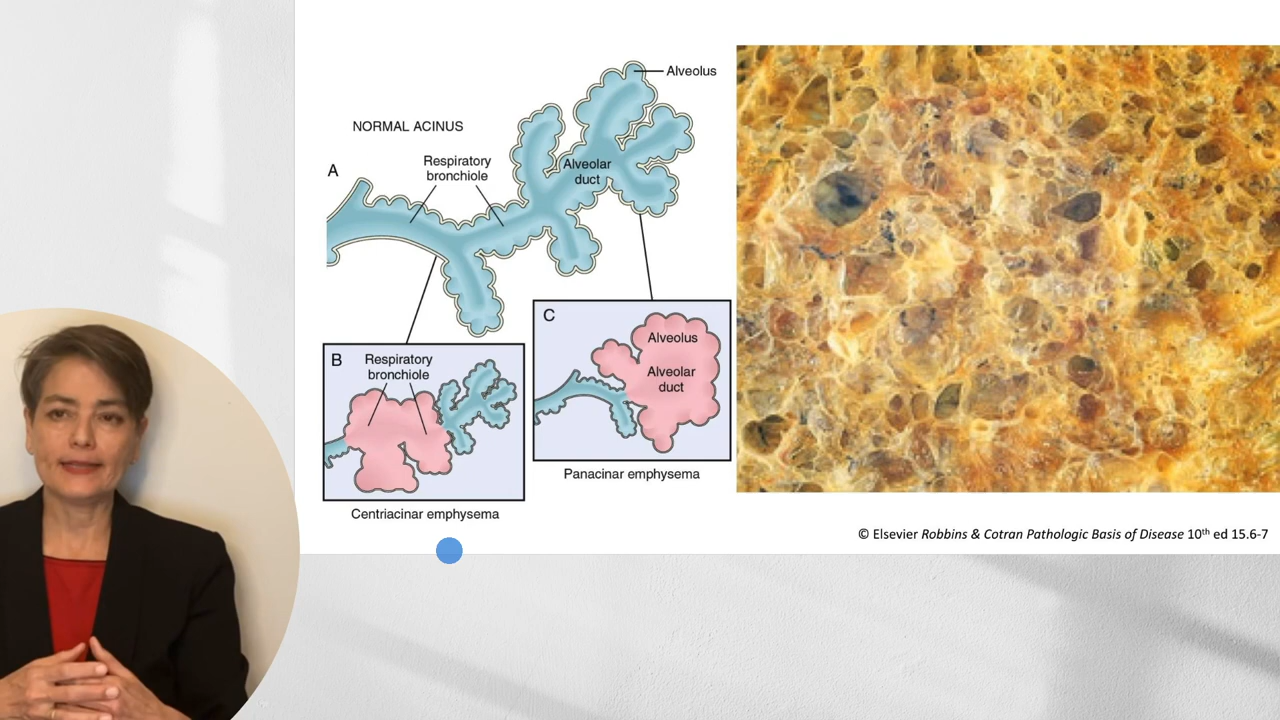 Alveolus
NORMAL ACINUS
A
Respiratory
bronchiole
Alveolar
duct
B
Respiratory
bronchiole
Centriacinar emphysema
C
Alveolus
Alveolar
duct
Panacinar emphysema
© Elsevier Robbins & Cotran Pathologic Basis of Disease 10th ed 15.6-7